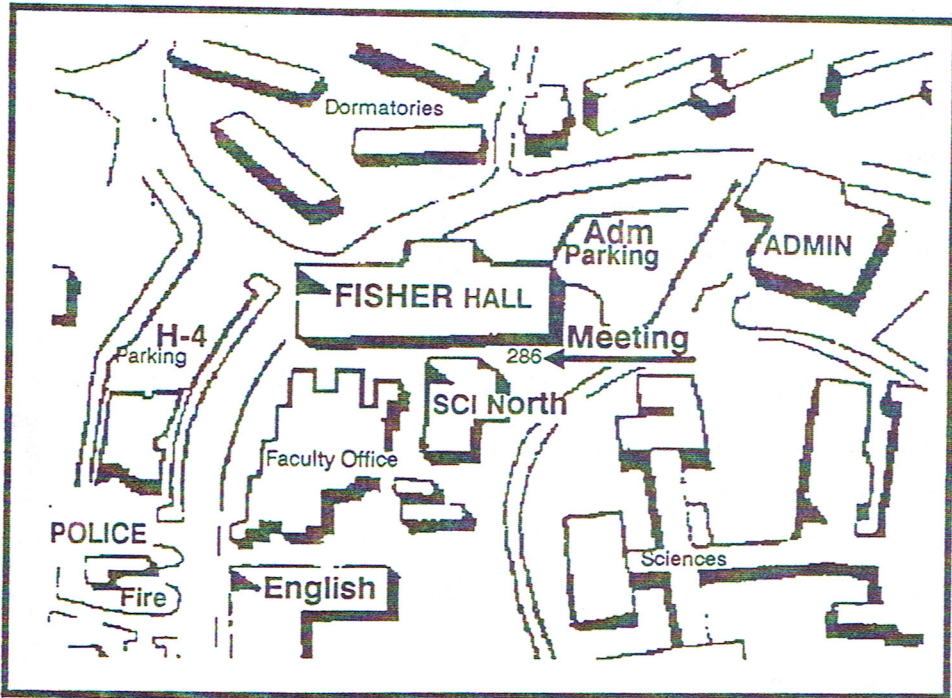 Dormatories
Adm
Parking
ADMIN
FISHER HALL
H-4
Parking
Meeting
286
SCI North
Faculty Office
POLICE
Sciences
Fire
English